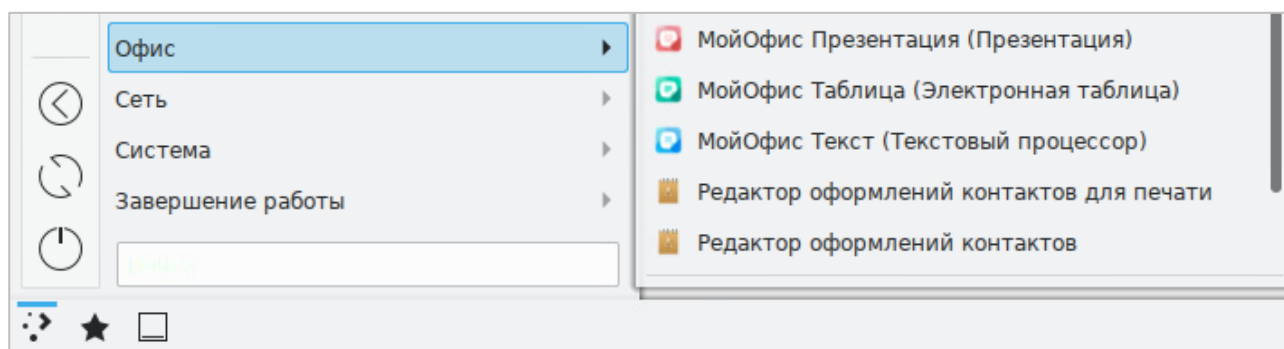 Офис
Сеть
Система
Завершение работы
МойОфис Презентация (Презентация)
МойОфис Таблица (Электронная таблица)
МойОфис Текст (Текстовый процессор)
Редактор оформлений контактов для печати
Редактор оформлений контактов